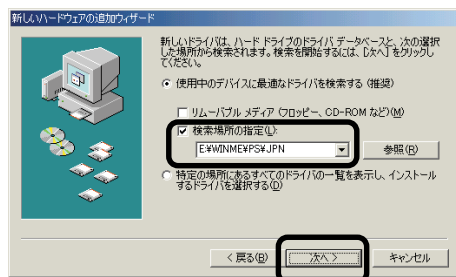 新しいハードウェアの追加ウィザード
新しいドライバは、ハード ドライブのドライバ データベースと、次の選択
した場所から検索されます。検索を開始するには、[次へ] をクリックし
てください。
使用中のデバイスに最適なドライバを検索する (推奨)
リムーバブル メディア (フロッピー、CD-ROM など)(M)
検索場所の指定(L):
E:¥WINME¥PS¥JPN
参照(R)
特定の場所にあるすべてのドライバの一覧を表示し、インストール
するドライバを選択する(D)
< 戻る(B)
次へ >
キャンセル